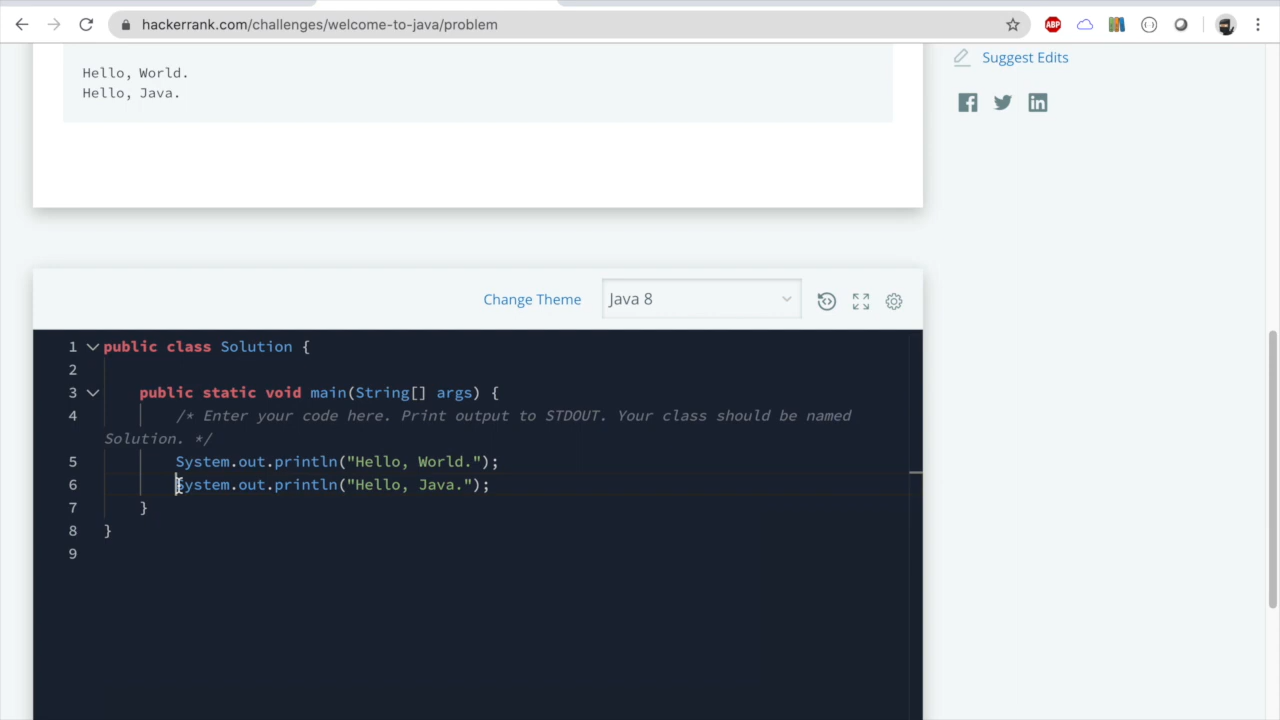 hackerrank.com/challenges/welcome-to-java/problem
ABP
Hello, World.
Hello, Java.
Suggest Edits
Change Theme
Java 8
1 public class Solution {
2
3 public static void main(String[] args) {
4 /* Enter your code here. Print output to STDOUT. Your class should be named
Solution. */
5 System.out.println("Hello, World.");
6 System.out.println("Hello, Java.");
7 }
8 }
9